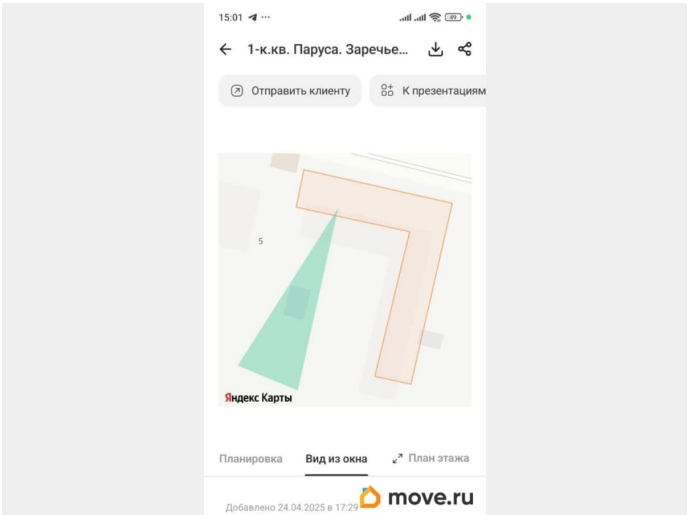 15:01 ...
49
1-к.кв. Паруса. Заречье...
Отправить клиенту
К презентациям
5
Яндекс Карты
Планировка Вид из окна План этажа
Добавлено 24.04.2025 в 17:29
move.ru